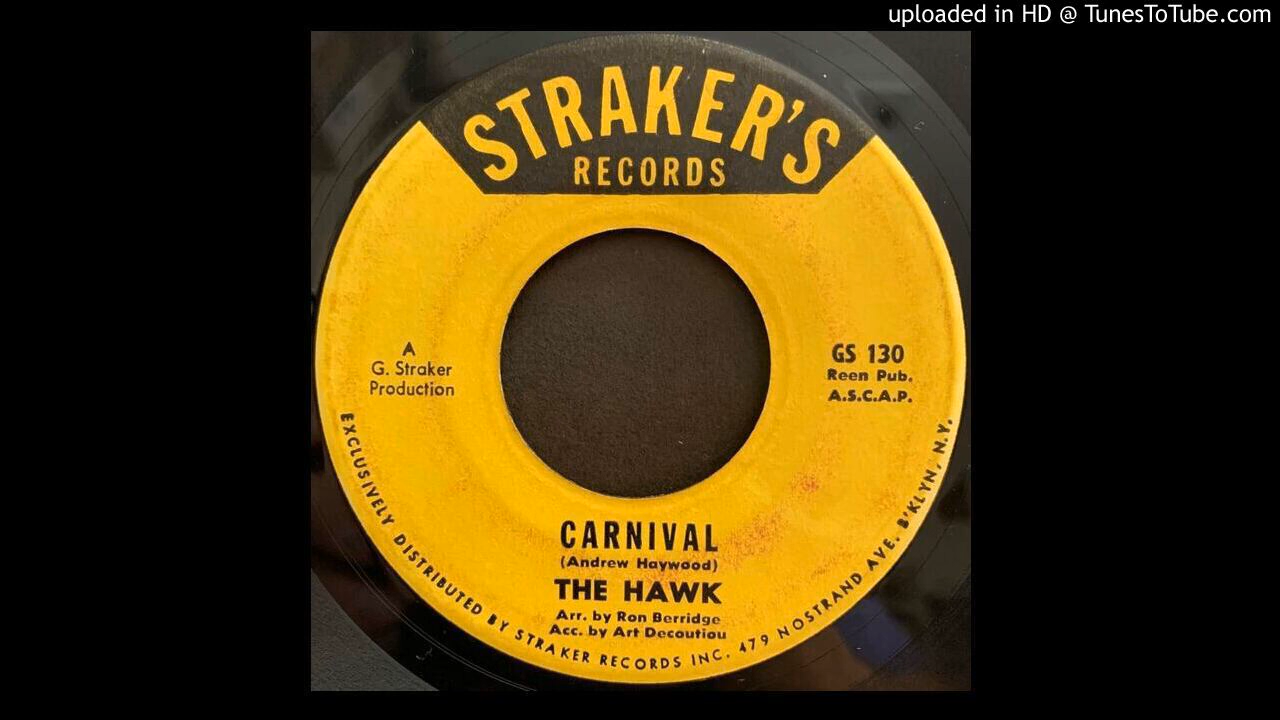 uploaded in HD @ TunesToTube.com
STRAKER'S
RECORDS
A
G. Straker
Production
GS 130
Reen Pub.
A.S.C.A.P.
CARNIVAL
(Andrew Haywood)
THE HAWK
Arr. by Ron Berridge
Acc. by Art Decoutiou
EXCLUSIVELY DISTRIBUTED BY STRAKER RECORDS INC. 479 NOSTRAND AVE. B'KLYN, N.Y.